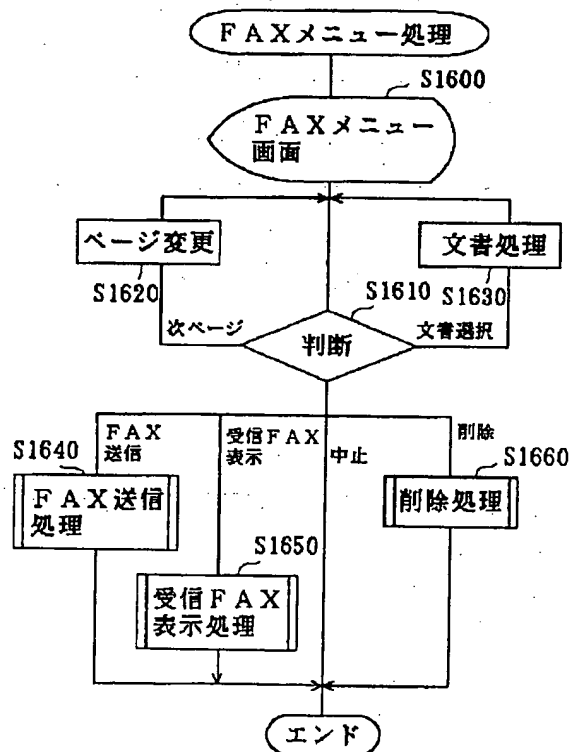 FAXメニュー処理
S1600
FAXメニュー
画面
ページ変更
文書処理
S1620
S1610
S1630
次ページ
判断
文書選択
FAX
送信
受信FAX
表示
中止
削除
S1640
S1660
FAX送信
処理
削除処理
S1650
受信FAX
表示処理
エンド